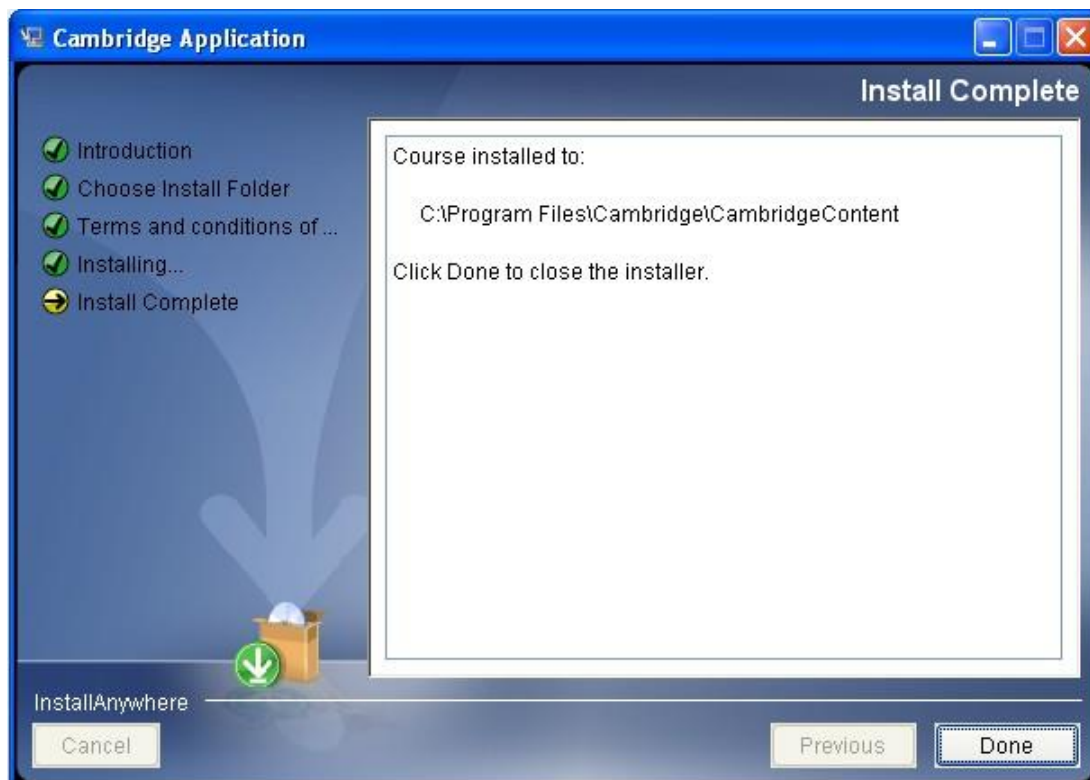 Cambridge Application
Install Complete
Introduction
Choose Install Folder
Terms and conditions of ...
Installing...
Install Complete
Course installed to:
C:\Program Files\Cambridge\CambridgeContent
Click Done to close the installer.
InstallAnywhere
Cancel
Previous
Done